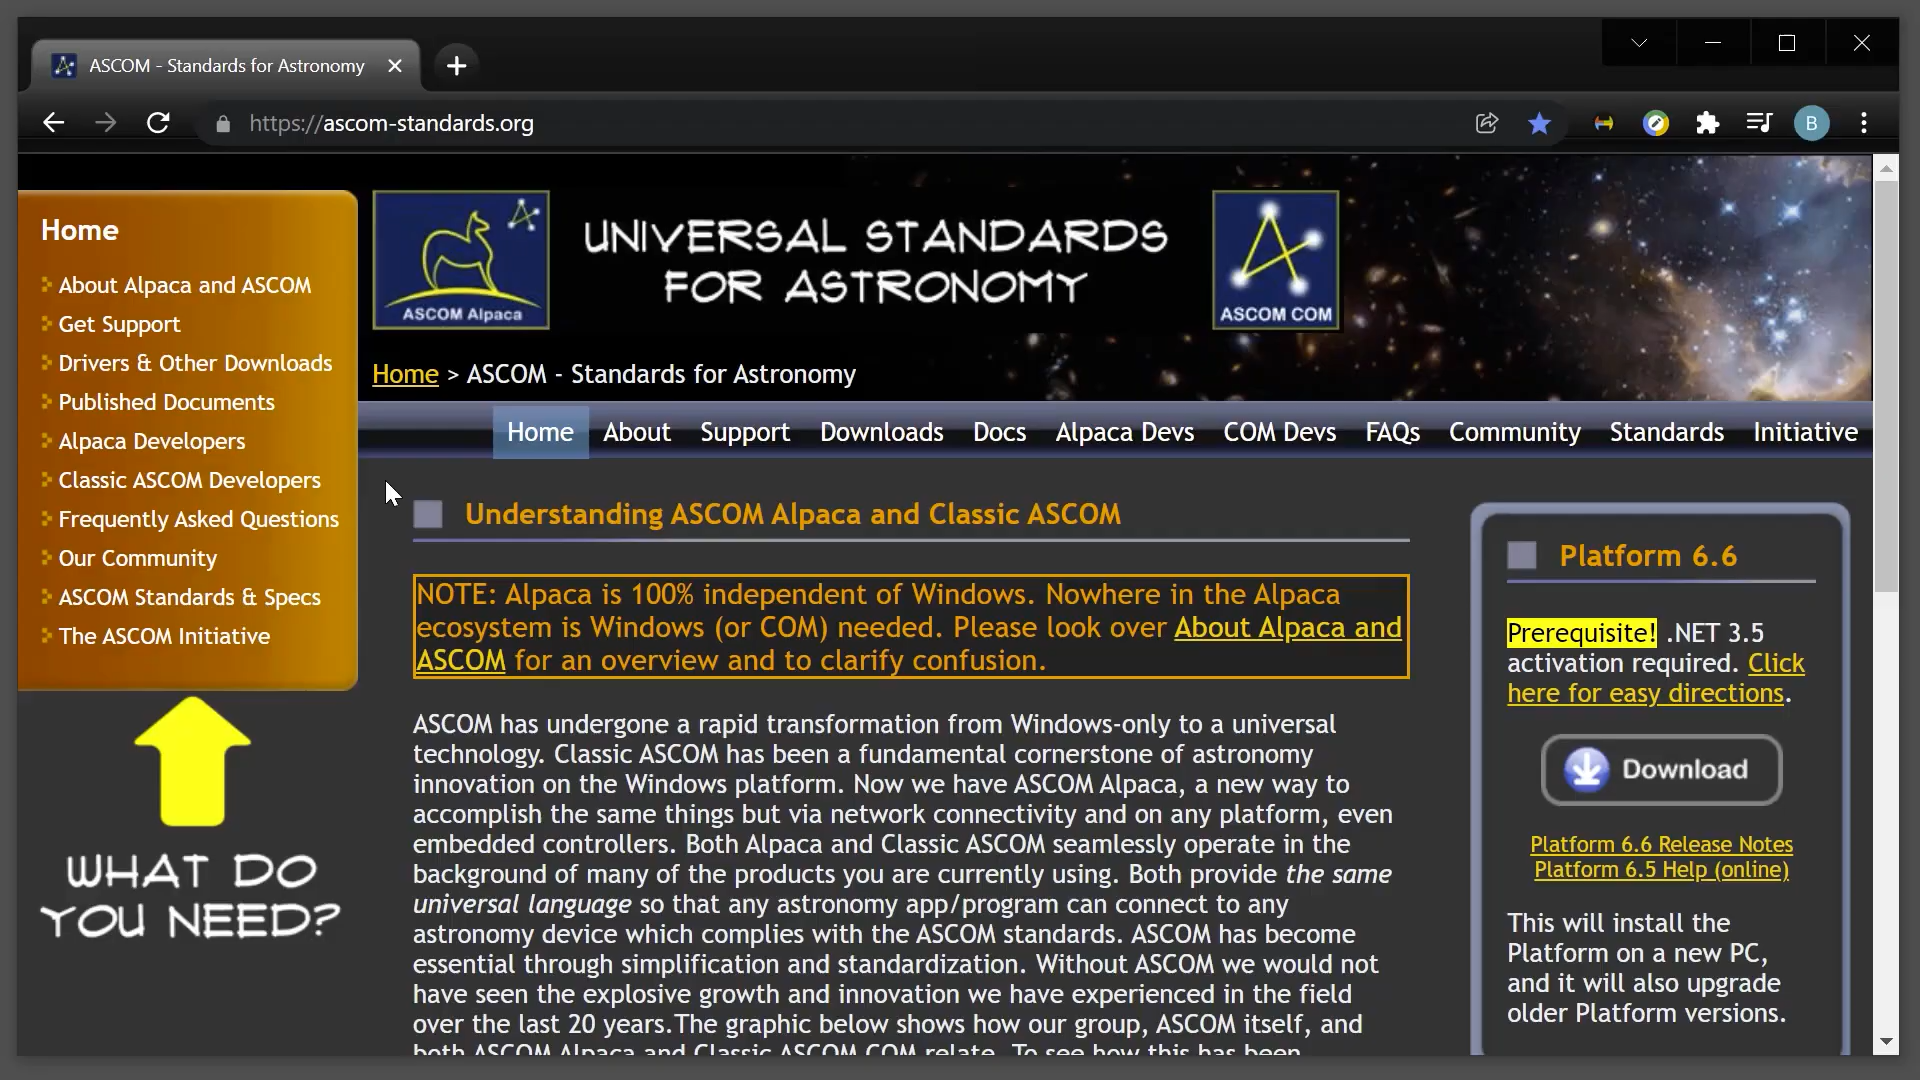 ASCOM - Standards for Astronomy
https://ascom-standards.org
B
Home
About Alpaca and ASCOM
Get Support
Drivers & Other Downloads
Published Documents
Alpaca Developers
Classic ASCOM Developers
Frequently Asked Questions
Our Community
ASCOM Standards & Specs
The ASCOM Initiative
WHAT DO
YOU NEED?
ASCOM Alpaca
UNIVERSAL STANDARDS
FOR ASTRONOMY
ASCOM COM
Home > ASCOM - Standards for Astronomy
Home About Support Downloads Docs Alpaca Devs COM Devs FAQs Community Standards Initiative
Understanding ASCOM Alpaca and Classic ASCOM
NOTE: Alpaca is 100% independent of Windows. Nowhere in the Alpaca
ecosystem is Windows (or COM) needed. Please look over About Alpaca and
ASCOM for an overview and to clarify confusion.
ASCOM has undergone a rapid transformation from Windows-only to a universal
technology. Classic ASCOM has been a fundamental cornerstone of astronomy
innovation on the Windows platform. Now we have ASCOM Alpaca, a new way to
accomplish the same things but via network connectivity and on any platform, even
embedded controllers. Both Alpaca and Classic ASCOM seamlessly operate in the
background of many of the products you are currently using. Both provide the same
universal language so that any astronomy app/program can connect to any
astronomy device which complies with the ASCOM standards. ASCOM has become
essential through simplification and standardization. Without ASCOM we would not
have seen the explosive growth and innovation we have experienced in the field
over the last 20 years.The graphic below shows how our group, ASCOM itself, and
both ASCOM Alpaca and Classic ASCOM COM relate. To see how this has been
Platform 6.6
Prerequisite! .NET 3.5
activation required. Click
here for easy directions.
Download
Platform 6.6 Release Notes
Platform 6.5 Help (online)
This will install the
Platform on a new PC,
and it will also upgrade
older Platform versions.